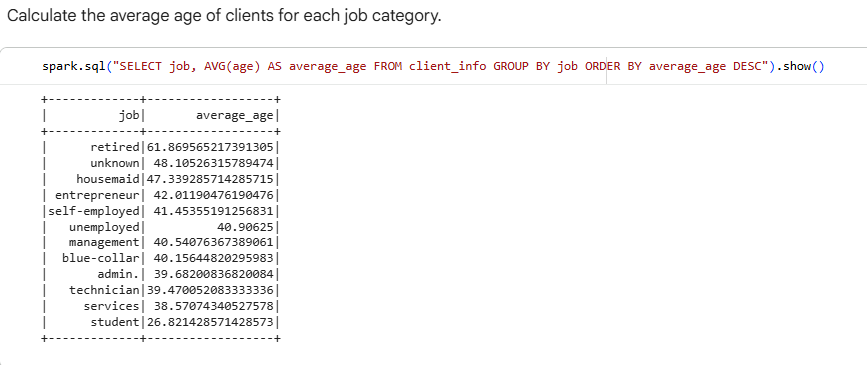 Calculate the average age of clients for each job category.
spark.sql("SELECT job, AVG(age) AS average_age FROM client_info GROUP BY job ORDER BY average_age DESC").show()
+-------------+------------------+
|          job|       average_age|
+-------------+------------------+
|      retired|61.869565217391305|
|      unknown| 48.10526315789474|
|    housemaid|47.339285714285715|
| entrepreneur| 42.01190476190476|
|self-employed| 41.45355191256831|
|   unemployed|          40.90625|
|   management| 40.54076367389061|
|  blue-collar| 40.15644820295983|
|       admin.| 39.68200836820084|
|   technician|39.470052083333336|
|     services| 38.57074340527578|
|      student|26.821428571428573|
+-------------+------------------+